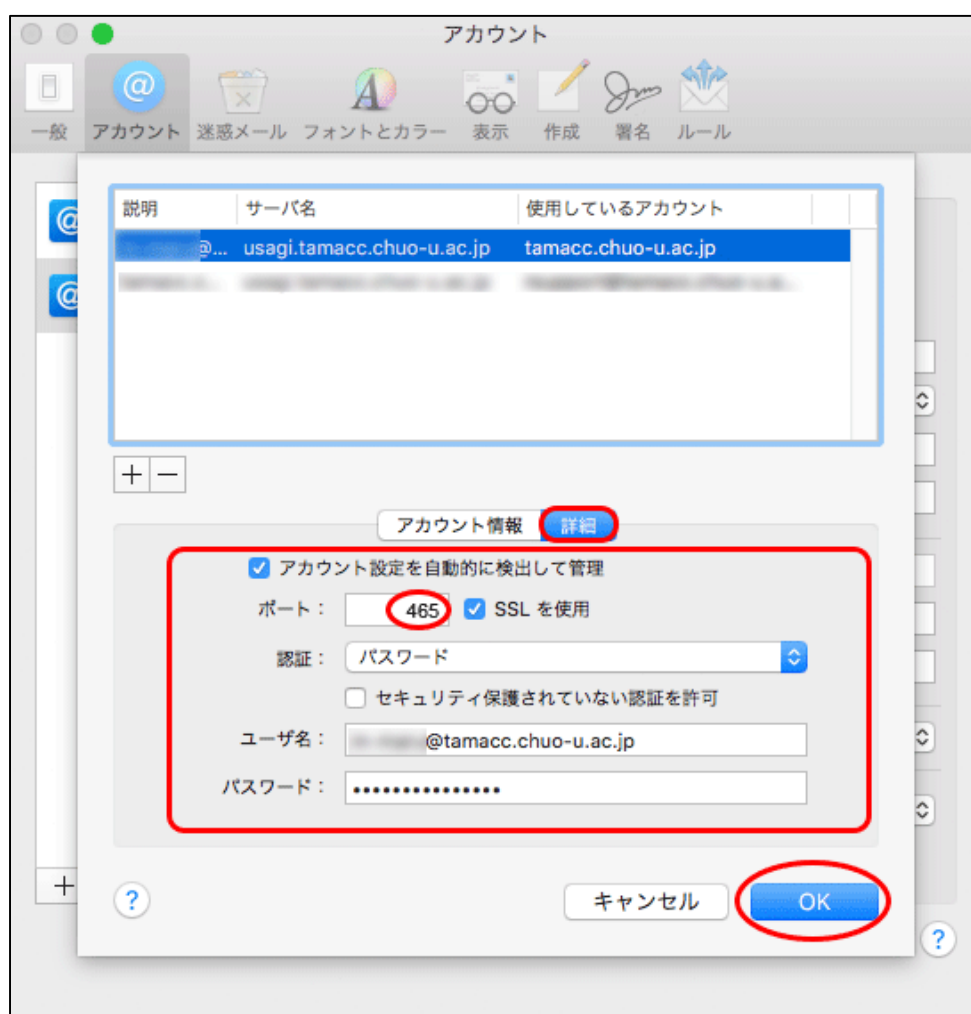 アカウント
一般 アカウント 迷惑メール フォントとカラー 表示 作成 署名 ルール
説明 サーバ名 使用しているアカウント
@... usagi.tamacc.chuo-u.ac.jp tamacc.chuo-u.ac.jp
アカウント情報 詳細
アカウント設定を自動的に検出して管理
ポート： 465 SSL を使用
認証： パスワード
セキュリティ保護されていない認証を許可
ユーザ名： @tamacc.chuo-u.ac.jp
パスワード： •••••••••••••••
キャンセル OK